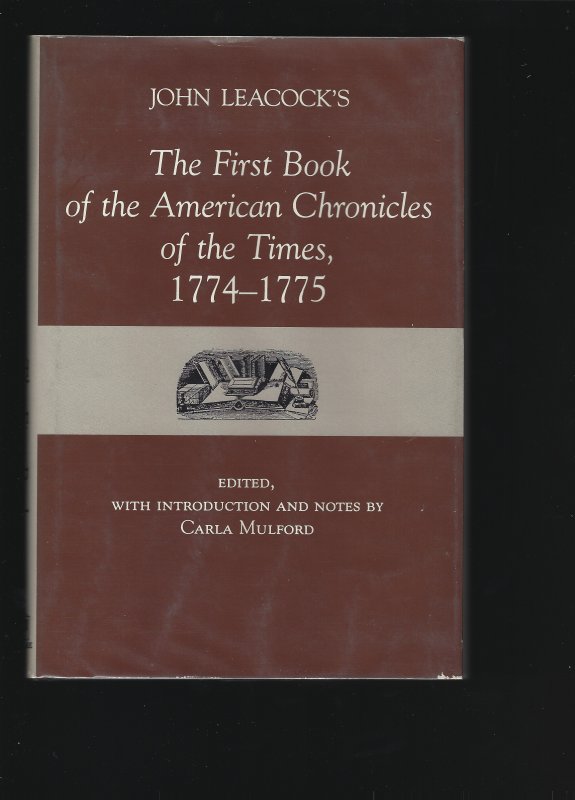 JOHN LEACOCK'S
The First Book
of the American Chronicles
of the Times,
1774–1775
EDITED,
WITH INTRODUCTION AND NOTES BY
CARLA MULFORD